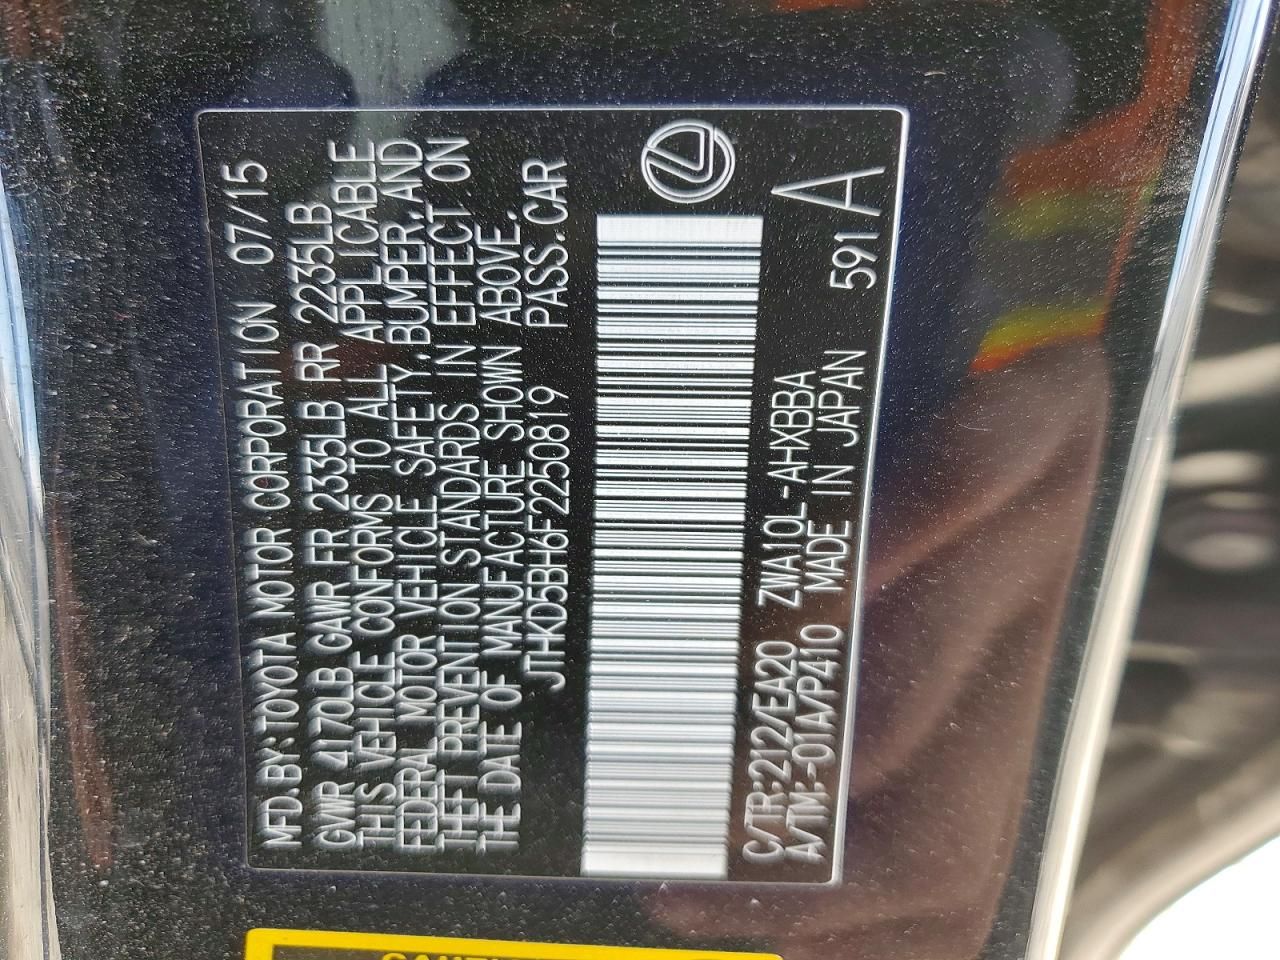 MFD.BY:TOYOTA MOTOR CORPORATION 07/15
GVWR 4170LB GAWR FR 2335LB RR 2235LB
THIS VEHICLE CONFORMS TO ALL APPLICABLE
FEDERAL MOTOR VEHICLE SAFETY,BUMPER,AND
THEFT PREVENTION STANDARDS IN EFFECT ON
THE DATE OF MANUFACTURE SHOWN ABOVE.
JTHKD5BH6F2250819 PASS.CAR
C/TR:212/EA20 ZWA10L-AHXBBA
A/TM:-01A/P410 MADE IN JAPAN 591 A